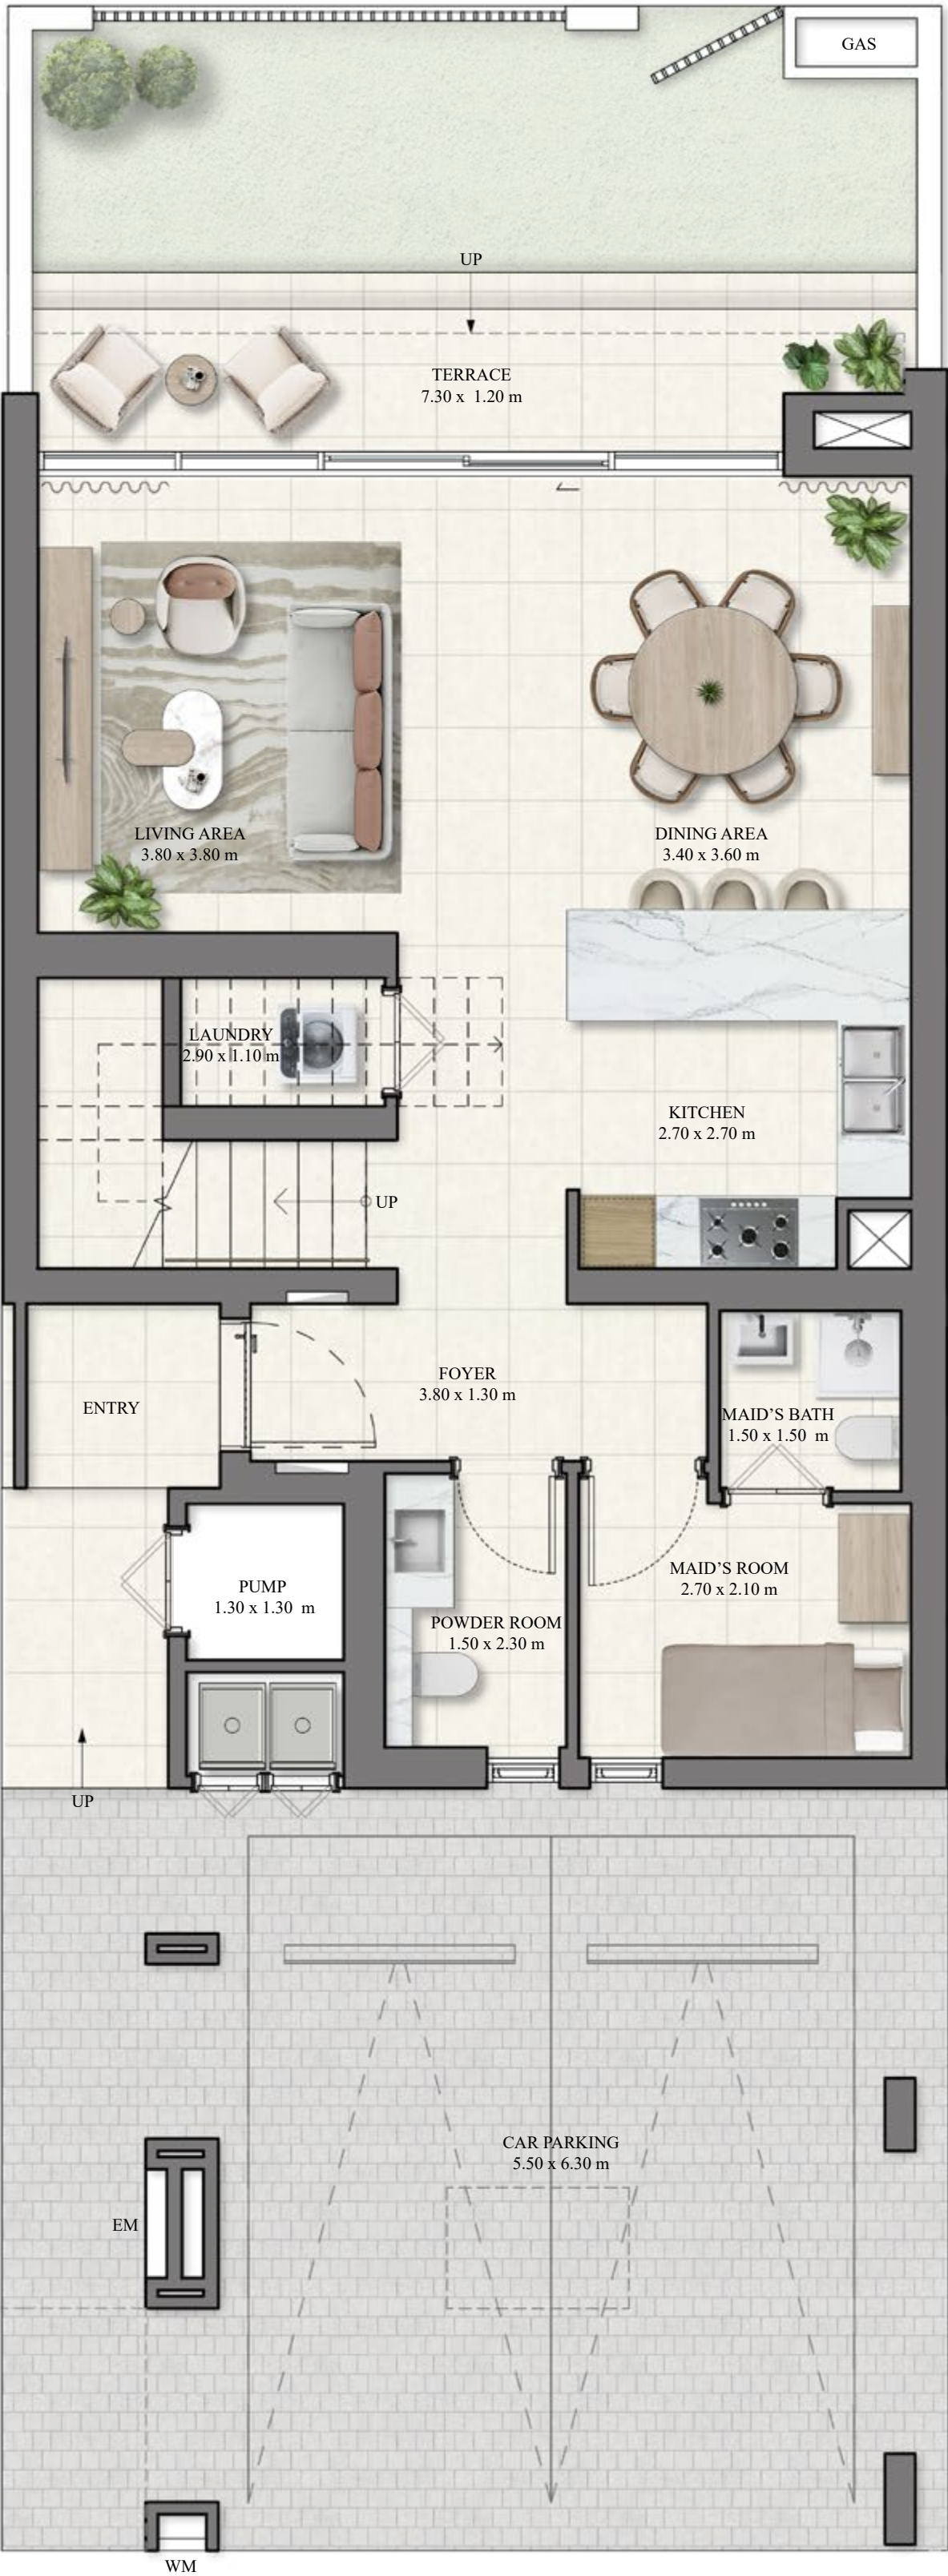 GAS
UP
TERRACE
7.30 x 1.20 m
LIVING AREA
3.80 x 3.80 m
DINING AREA
3.40 x 3.60 m
LAUNDRY
2.90 x 1.10 m
KITCHEN
2.70 x 2.70 m
UP
FOYER
3.80 x 1.30 m
ENTRY
MAID'S BATH
1.50 x 1.50 m
MAID'S ROOM
2.70 x 2.10 m
PUMP
1.30 x 1.30 m
POWDER ROOM
1.50 x 2.30 m
UP
CAR PARKING
5.50 x 6.30 m
EM
WM